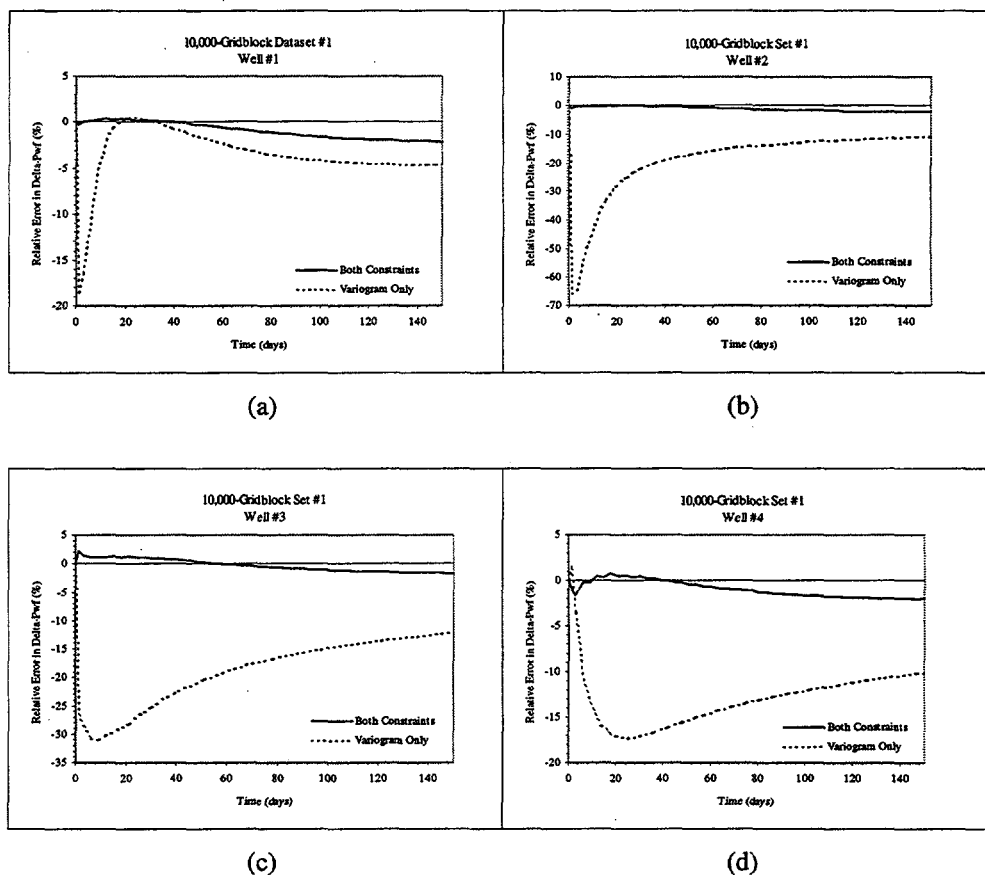 10,000-Gridblock Dataset #1
Well #1
Relative Error in Delta-Pwf (%)
5
0
-5
-10
-15
-20
Both Constraints
Variogram Only
0 20 40 60 80 100 120 140
Time (days)
(a)
10,000-Gridblock Set #1
Well #2
Relative Error in Delta-Pwf (%)
10
0
-10
-20
-30
-40
-50
-60
-70
Both Constraints
Variogram Only
0 20 40 60 80 100 120 140
Time (days)
(b)
10,000-Gridblock Set #1
Well #3
Relative Error in Delta-Pwf (%)
5
0
-5
-10
-15
-20
-25
-30
-35
Both Constraints
Variogram Only
0 20 40 60 80 100 120 140
Time (days)
(c)
10,000-Gridblock Set #1
Well #4
Relative Error in Delta-Pwf (%)
5
0
-5
-10
-15
-20
Both Constraints
Variogram Only
0 20 40 60 80 100 120 140
Time (days)
(d)